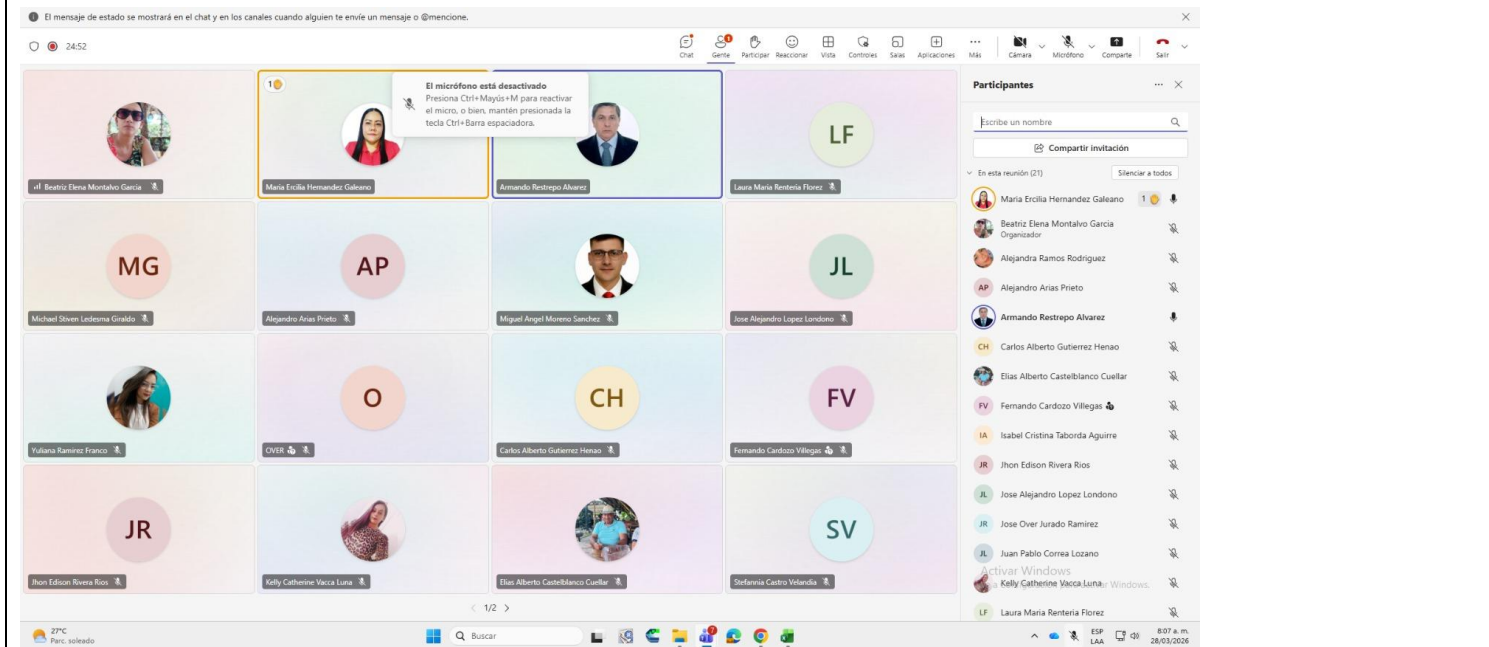 El mensaje de estado se mostrará en el chat y en los canales cuando alguien te envíe un mensaje o @mencione.
24:52
Chat
Gente
Participar
Reaccionar
Vista
Controles
Salas
Aplicaciones
Más
Cámara
Micrófono
Comparte
Salir
1
El micrófono está desactivado
Presiona Ctrl+Mayús+M para reactivar
el micro, o bien, mantén presionada la
tecla Ctrl+Barra espaciadora.
LF
Beatriz Elena Montalvo Garcia
Maria Ercilia Hernandez Galeano
Armando Restrepo Alvarez
Laura Maria Renteria Florez
MG
AP
JL
Michael Stiven Ledesma Giraldo
Alejandro Arias Prieto
Miguel Angel Moreno Sanchez
Jose Alejandro Lopez Londono
O
CH
FV
Yuliana Ramirez Franco
OVER
Carlos Alberto Gutierrez Henao
Fernando Cardozo Villegas
JR
SV
Jhon Edison Rivera Rios
Kelly Catherine Vacca Luna
Elias Alberto Castelblanco Cuellar
Stefannia Castro Velandia
1/2
Participantes
Escribe un nombre
Compartir invitación
En esta reunión (21)
Silenciar a todos
Maria Ercilia Hernandez Galeano 1
Beatriz Elena Montalvo Garcia
Organizador
Alejandra Ramos Rodriguez
AP Alejandro Arias Prieto
Armando Restrepo Alvarez
CH Carlos Alberto Gutierrez Henao
Elias Alberto Castelblanco Cuellar
FV Fernando Cardozo Villegas
IA Isabel Cristina Taborda Aguirre
JR Jhon Edison Rivera Rios
JL Jose Alejandro Lopez Londono
JR Jose Over Jurado Ramirez
JL Juan Pablo Correa Lozano
Activar Windows
Kelly Catherine Vacca Luna
Windows.
LF Laura Maria Renteria Florez
27°C
Parc. soleado
Buscar
7
ESP
LAA
8:07 a. m.
28/03/2026